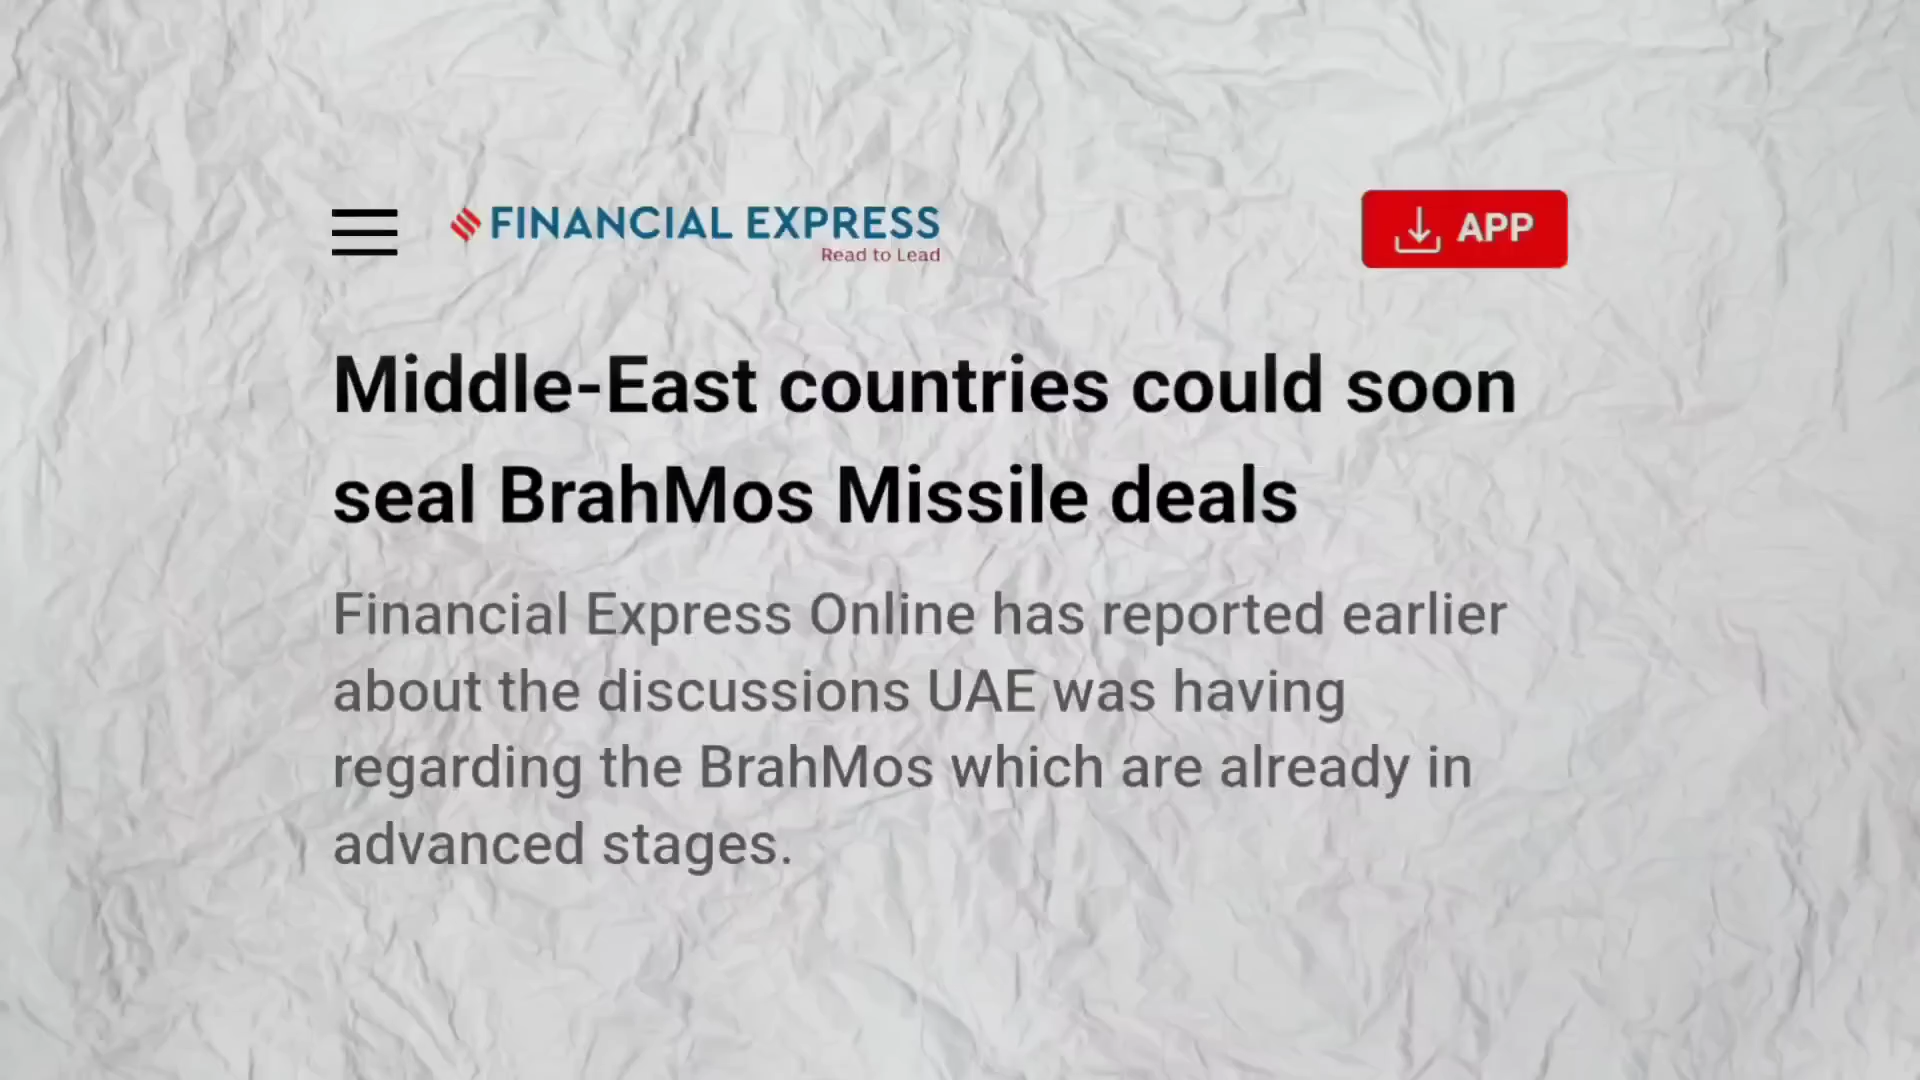 FINANCIAL EXPRESS
Read to Lead
APP
Middle-East countries could soon
seal BrahMos Missile deals
Financial Express Online has reported earlier
about the discussions UAE was having
regarding the BrahMos which are already in
advanced stages.